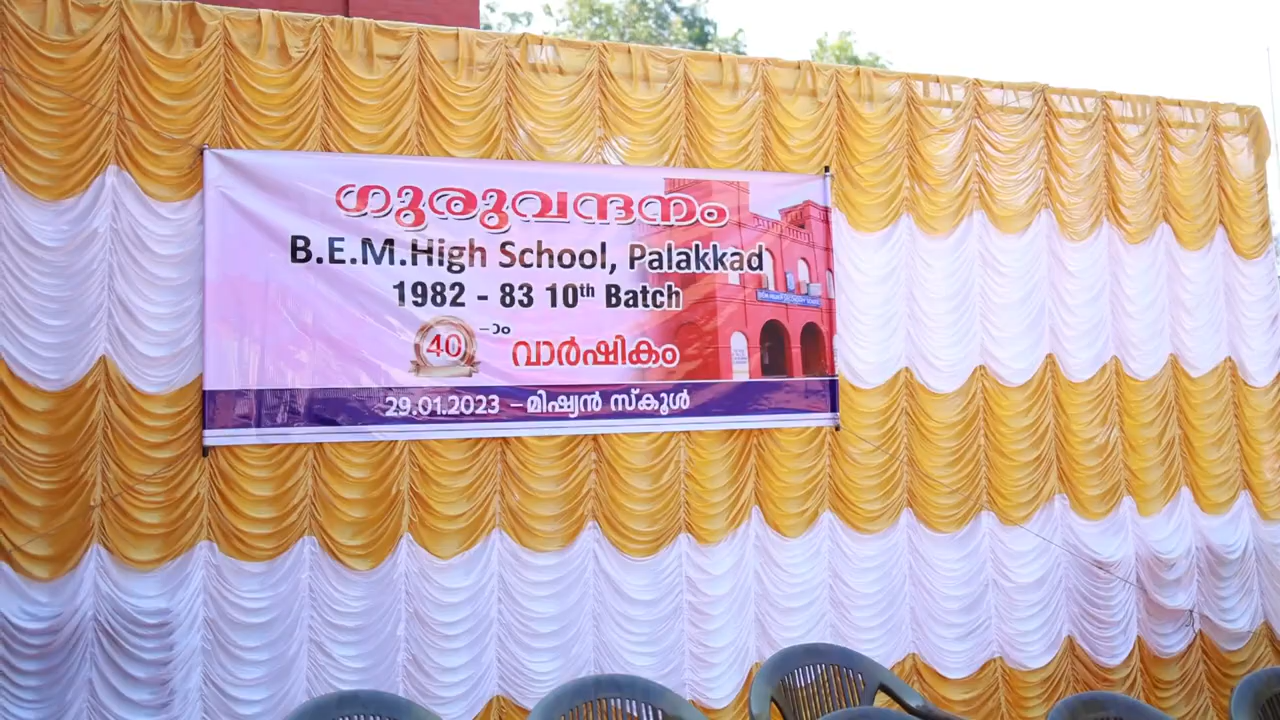 ഗുരുവന്ദനം
B.E.M.High School, Palakkad
1982 - 83 10th Batch
40 –ാം വാർഷികം
29.01.2023 – മിഷ്യൻ സ്കൂൾ